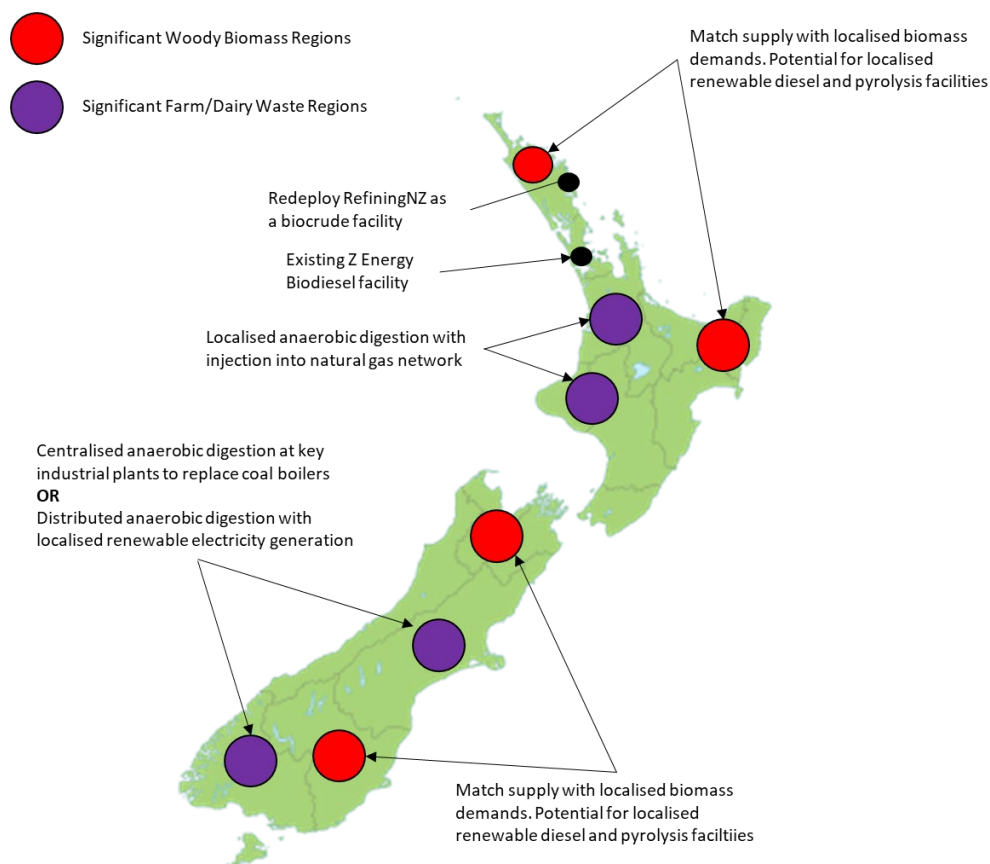 Significant Woody Biomass Regions
Significant Farm/Dairy Waste Regions
Match supply with localised biomass
demands. Potential for localised
renewable diesel and pyrolysis facilities
Redeploy RefiningNZ as
a biocrude facility
Existing Z Energy
Biodiesel facility
Localised anaerobic digestion with
injection into natural gas network
Centralised anaerobic digestion at key
industrial plants to replace coal boilers
OR
Distributed anaerobic digestion with
localised renewable electricity generation
Match supply with localised biomass
demands. Potential for localised
renewable diesel and pyrolysis faciltiies